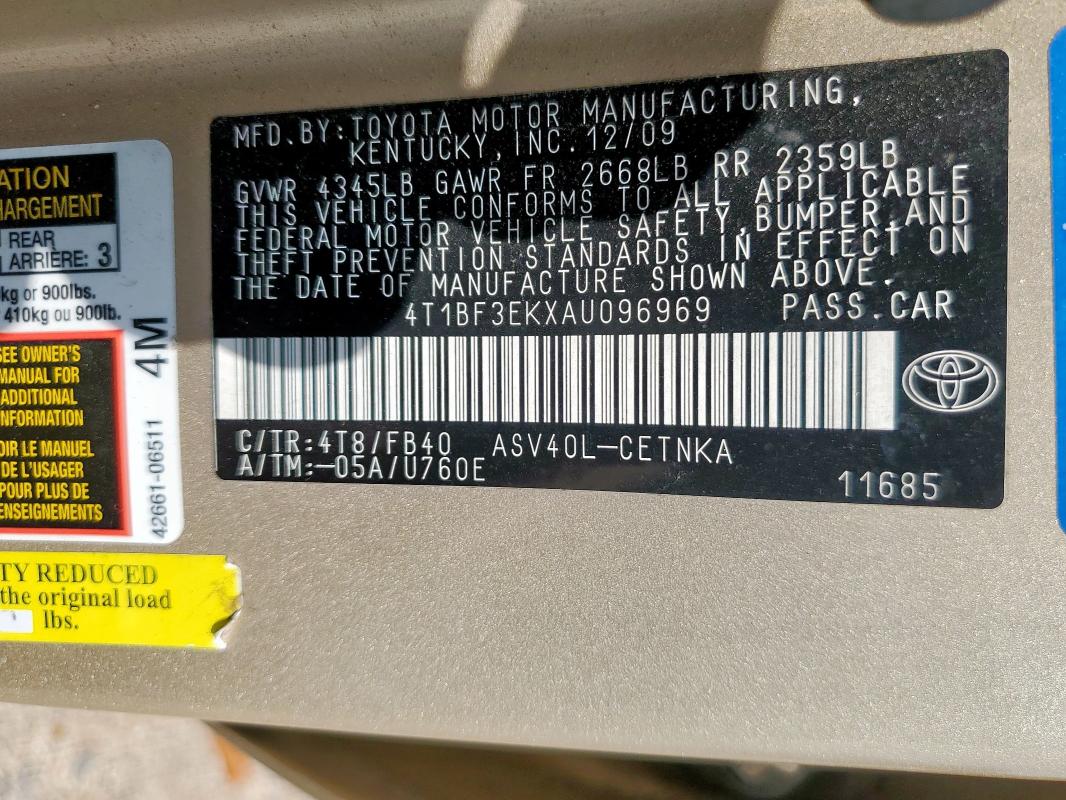 ATION
HARGEMENT
REAR
ARRIÈRE: 3
kg or 900lbs.
410kg ou 900lb.
SEE OWNER'S
MANUAL FOR
ADDITIONAL
INFORMATION
OIR LE MANUEL
DE L'USAGER
POUR PLUS DE
ENSEIGNEMENTS
4M
42661-06511
TY REDUCED
the original load
lbs.
MFD. BY: TOYOTA MOTOR MANUFACTURING,
KENTUCKY, INC. 12/09
GVWR 4345LB GAWR FR 2668LB RR 2359LB
THIS VEHICLE CONFORMS TO ALL APPLICABLE
FEDERAL MOTOR VEHICLE SAFETY, BUMPER, AND
THEFT PREVENTION STANDARDS IN EFFECT ON
THE DATE OF MANUFACTURE SHOWN ABOVE.
4T1BF3EKXAU096969 PASS. CAR
C/TR: 4T8/FB40 ASV40L-CETNKA
A/TM: -05A/U760E
11685